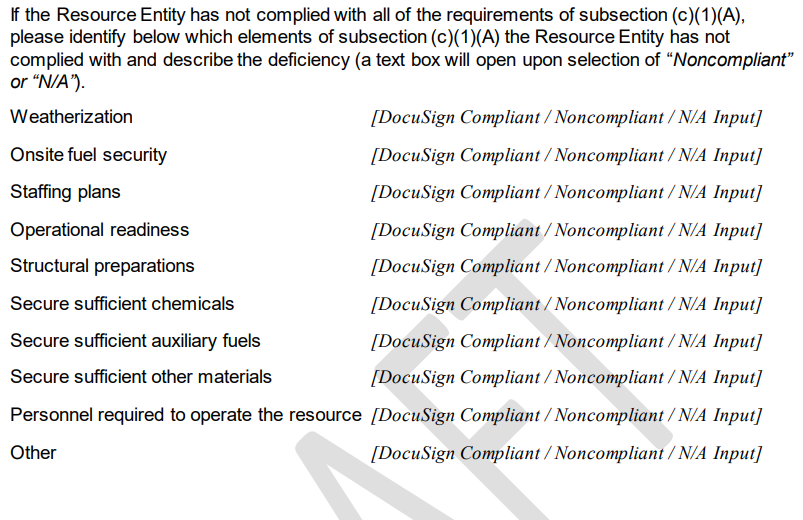 If the Resource Entity has not complied with all of the requirements of subsection (c)(1)(A),
please identify below which elements of subsection (c)(1)(A) the Resource Entity has not
complied with and describe the deficiency (a text box will open upon selection of “Noncompliant”
or “N/A”).
Weatherization [DocuSign Compliant / Noncompliant / N/A Input]
Onsite fuel security [DocuSign Compliant / Noncompliant / N/A Input]
Staffing plans [DocuSign Compliant / Noncompliant / N/A Input]
Operational readiness [DocuSign Compliant / Noncompliant / N/A Input]
Structural preparations [DocuSign Compliant / Noncompliant / N/A Input]
Secure sufficient chemicals [DocuSign Compliant / Noncompliant / N/A Input]
Secure sufficient auxiliary fuels [DocuSign Compliant / Noncompliant / N/A Input]
Secure sufficient other materials [DocuSign Compliant / Noncompliant / N/A Input]
Personnel required to operate the resource [DocuSign Compliant / Noncompliant / N/A Input]
Other [DocuSign Compliant / Noncompliant / N/A Input]